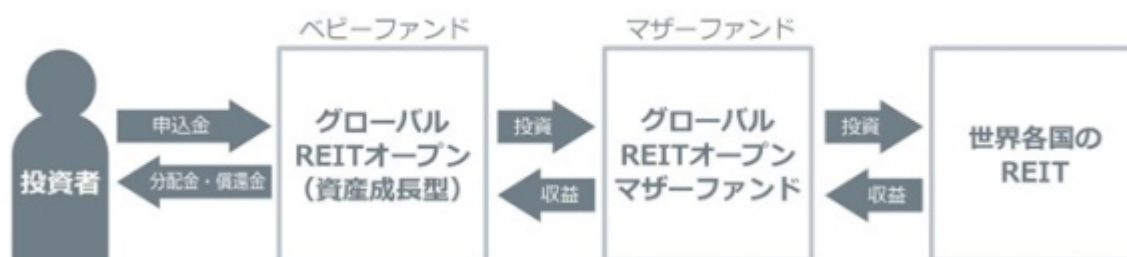 ベビーファンド
マザーファンド
投資者
申込金
分配金・償還金
グローバル
REITオープン
(資産成長型)
投資
収益
グローバル
REITオープン
マザーファンド
投資
収益
世界各国の
REIT